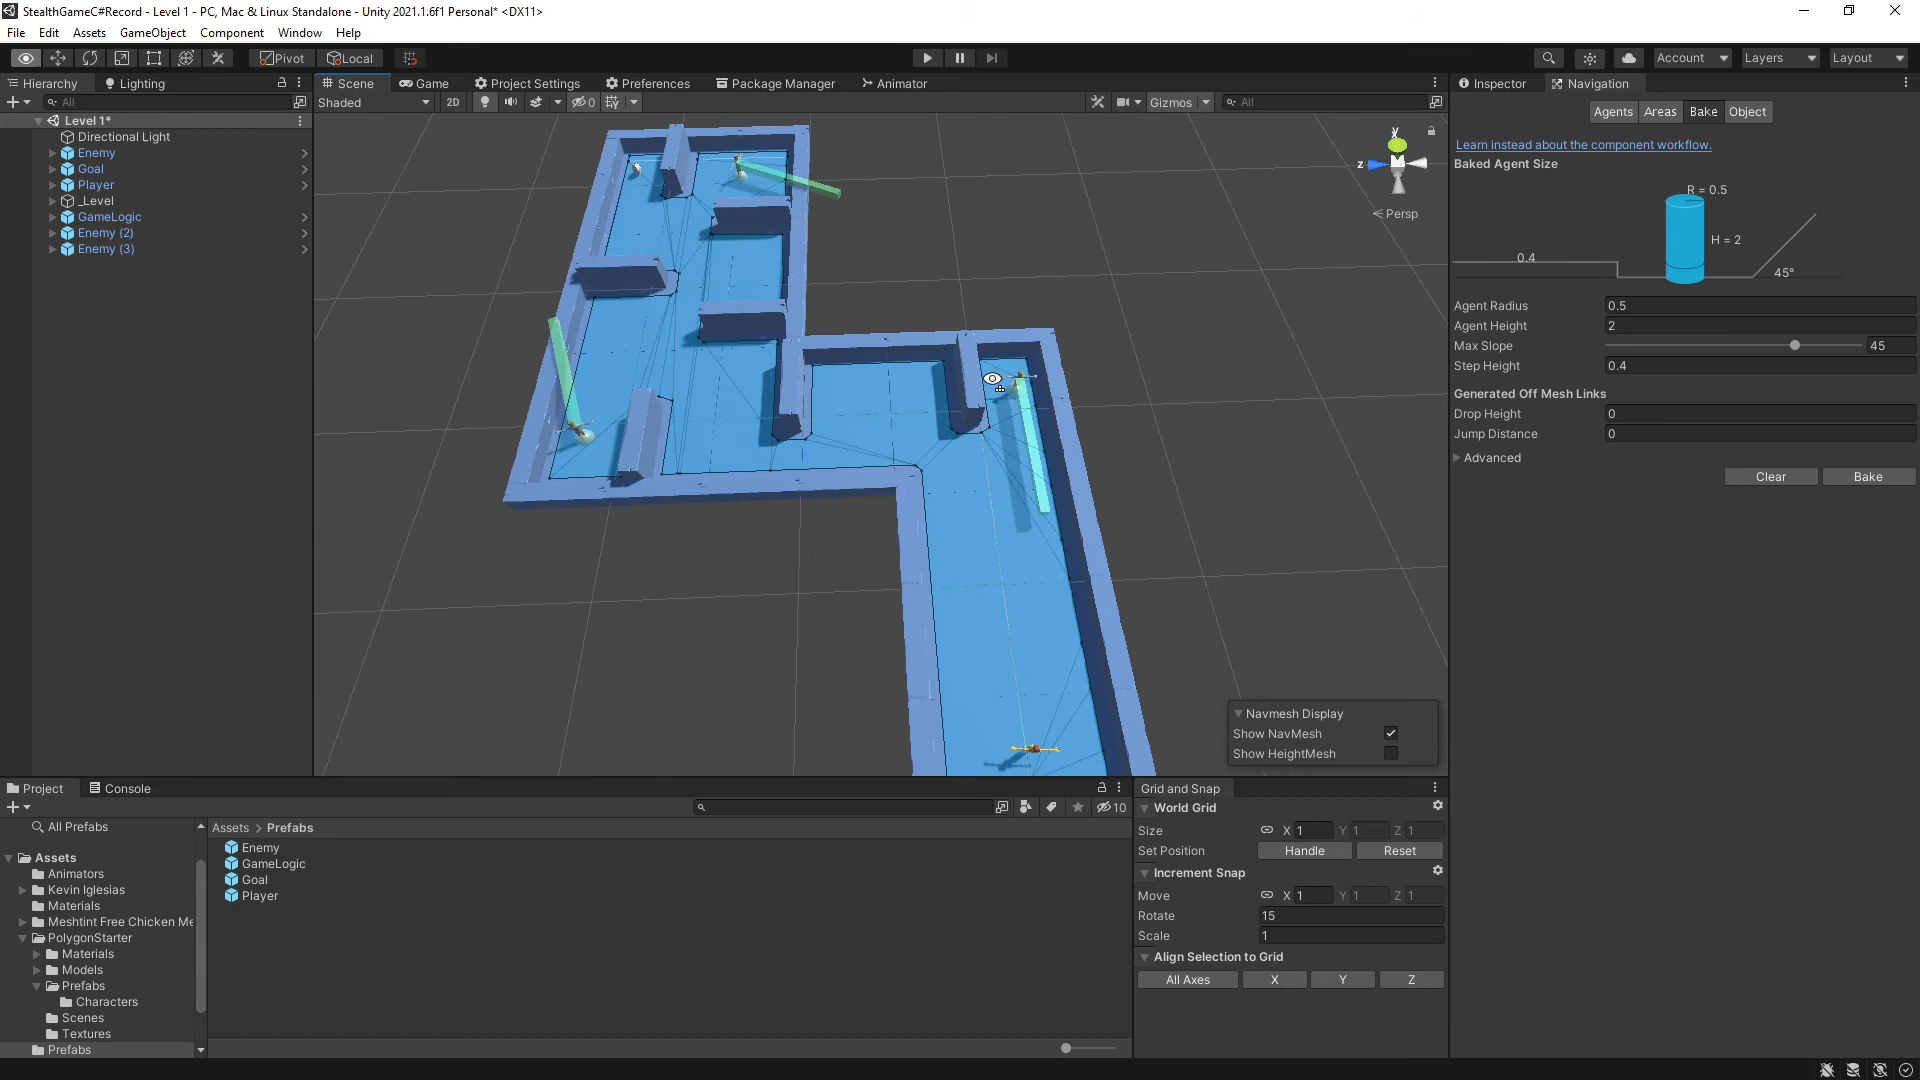 StealthGameC#Record - Level 1 - PC, Mac & Linux Standalone - Unity 2021.1.6f1 Personal* <DX11>
File Edit Assets GameObject Component Window Help
Pivot Local Account Layers Layout
Hierarchy Lighting
All
Level 1*
Directional Light
Enemy
Goal
Player
_Level
GameLogic
Enemy (2)
Enemy (3)
Scene Game Project Settings Preferences Package Manager Animator
Shaded 2D 0 Gizmos All
y
z
Persp
Navmesh Display
Show NavMesh
Show HeightMesh
Inspector Navigation
Agents Areas Bake Object
Learn instead about the component workflow.
Baked Agent Size
R = 0.5
H = 2
0.4
45°
Agent Radius 0.5
Agent Height 2
Max Slope 45
Step Height 0.4
Generated Off Mesh Links
Drop Height 0
Jump Distance 0
Advanced
Clear Bake
Project Console
10
All Prefabs
Assets
Animators
Kevin Iglesias
Materials
Meshtint Free Chicken Me
PolygonStarter
Materials
Models
Prefabs
Characters
Scenes
Textures
Prefabs
Assets > Prefabs
Enemy
GameLogic
Goal
Player
Grid and Snap
World Grid
Size X 1 Y 1 Z 1
Set Position Handle Reset
Increment Snap
Move X 1 Y 1 Z 1
Rotate 15
Scale 1
Align Selection to Grid
All Axes X Y Z